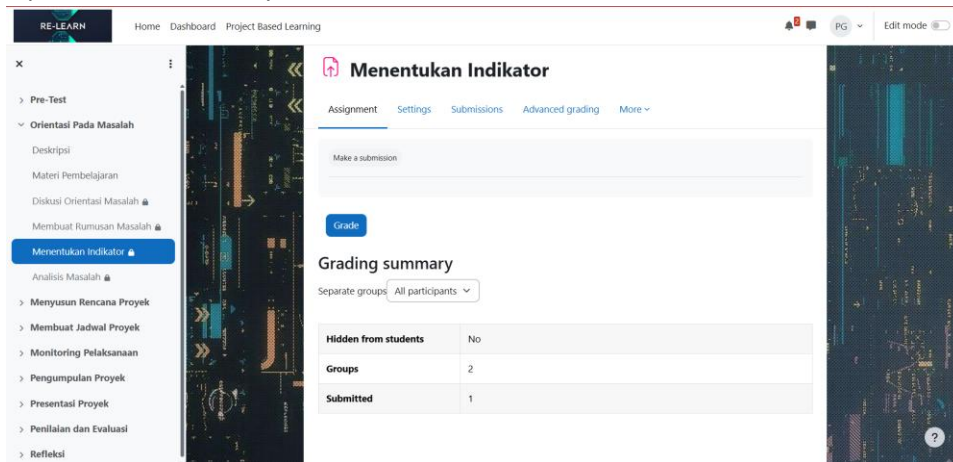 RE-LEARN
Home Dashboard Project Based Learning
2
PG
Edit mode
Pre-Test
Orientasi Pada Masalah
Deskripsi
Materi Pembelajaran
Diskusi Orientasi Masalah
Membuat Rumusan Masalah
Menentukan Indikator
Analisis Masalah
Menyusun Rencana Proyek
Membuat Jadwal Proyek
Monitoring Pelaksanaan
Pengumpulan Proyek
Presentasi Proyek
Penilaian dan Evaluasi
Refleksi
Menentukan Indikator
Assignment Settings Submissions Advanced grading More
Make a submission
Grade
Grading summary
Separate groups All participants
Hidden from students No
Groups 2
Submitted 1
?